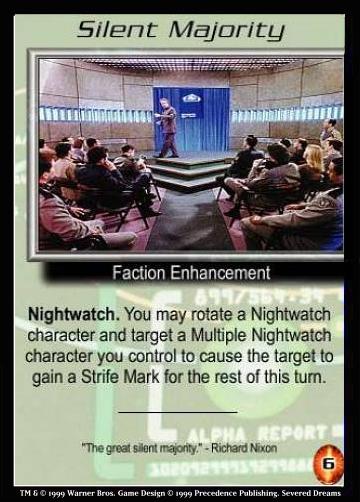 Silent Majority
Faction Enhancement
Nightwatch. You may rotate a Nightwatch
character and target a Multiple Nightwatch
character you control to cause the target to
gain a Strife Mark for the rest of this turn.
"The great silent majority." - Richard Nixon
ALPHA REPORT
6
TM & © 1999 Warner Bros. Game Design © 1999 Precedence Publishing. Severed Dreams